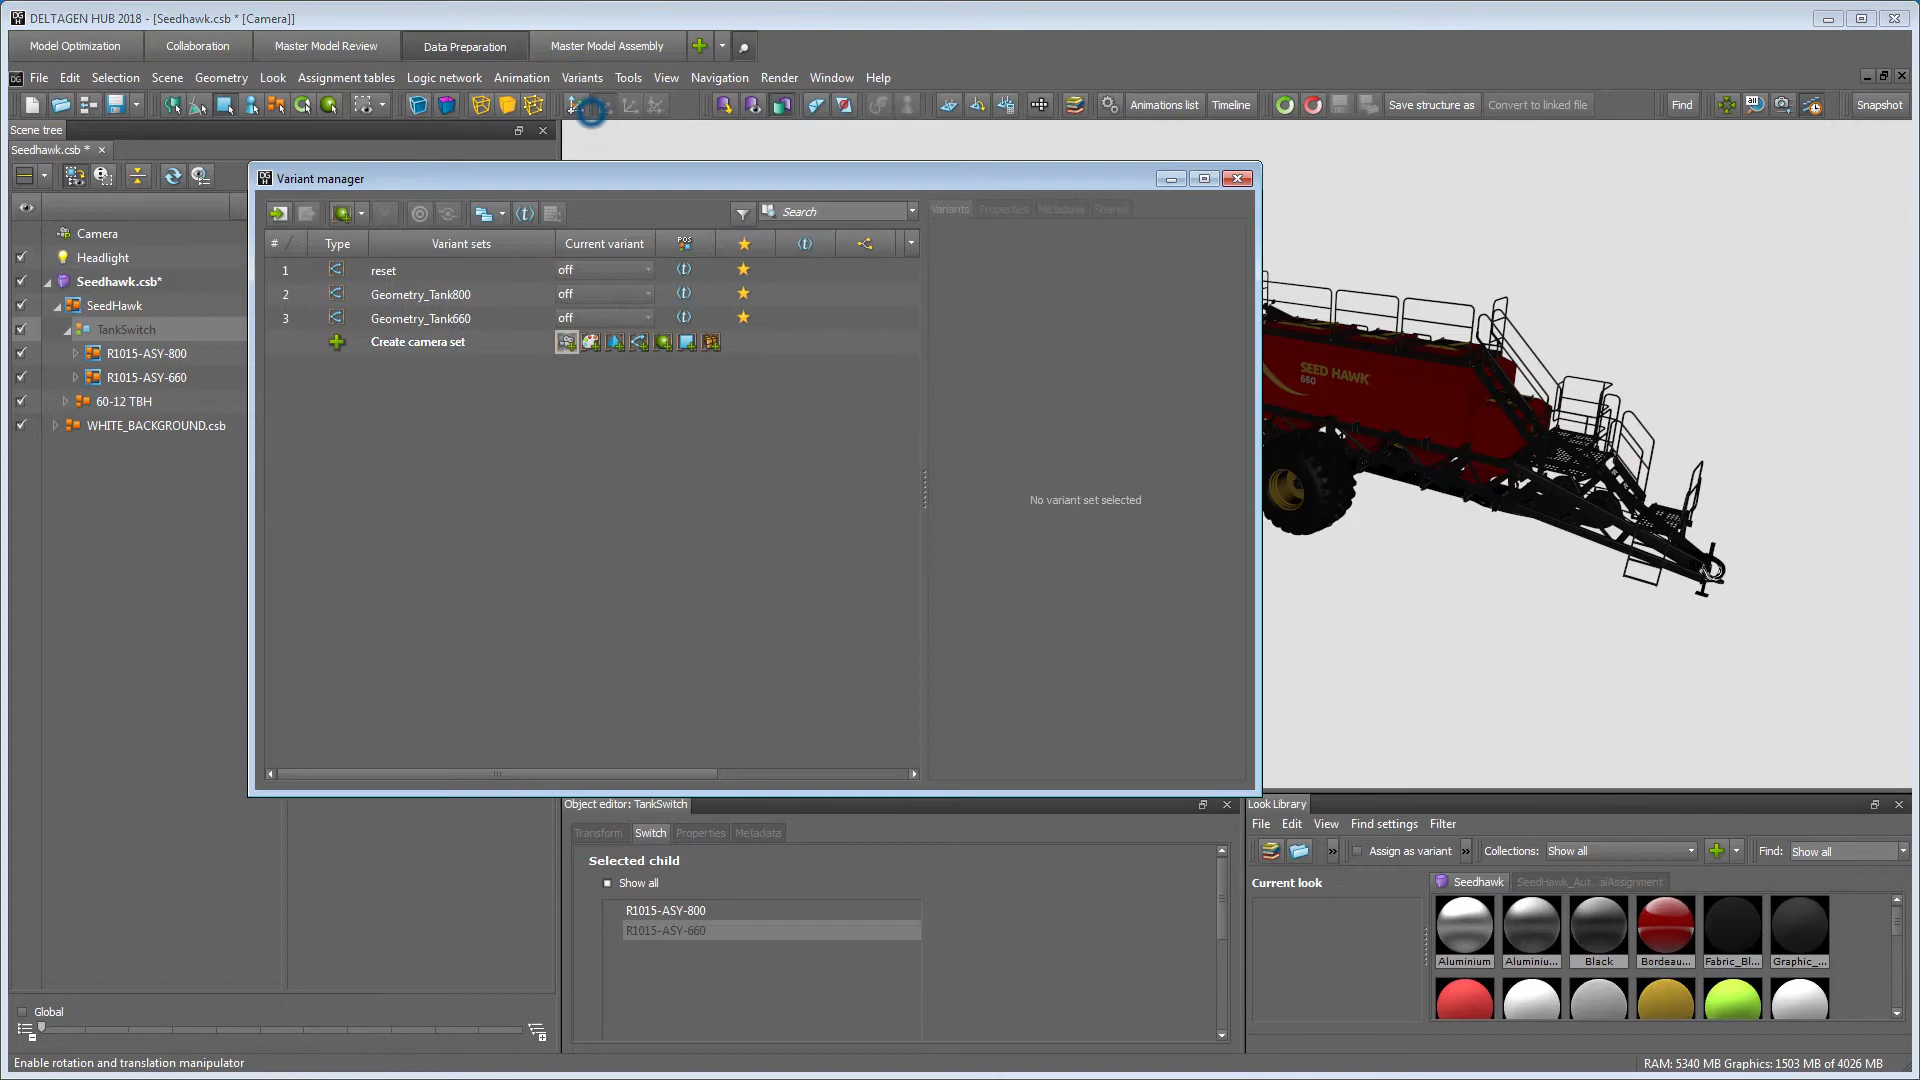 DELTAGEN HUB 2018 - [Seedhawk.csb * [Camera]]
Model Optimization
Collaboration
Master Model Review
Data Preparation
Master Model Assembly
File Edit Selection Scene Geometry Look Assignment tables Logic network Animation Variants Tools View Navigation Render Window Help
Animations list
Timeline
Save structure as
Convert to linked file
Find
Snapshot
Scene tree
Seedhawk.csb *
Camera
Headlight
Seedhawk.csb*
SeedHawk
TankSwitch
R1015-ASY-800
R1015-ASY-660
60-12 TBH
WHITE_BACKGROUND.csb
Variant manager
Search
# Type Variant sets Current variant POS
1 reset off
2 Geometry_Tank800 off
3 Geometry_Tank660 off
Create camera set
Variants Properties Metadata Shared
No variant set selected
SEED HAWK
660
Object editor: TankSwitch
Transform Switch Properties Metadata
Selected child
Show all
R1015-ASY-800
R1015-ASY-660
Look Library
File Edit View Find settings Filter
Assign as variant
Collections: Show all
Find: Show all
Current look
Seedhawk
SeedHawk_Aut...alAssignment
Aluminium Aluminiu... Black Bordeau... Fabric_Bl... Graphic_...
Global
Enable rotation and translation manipulator
RAM: 5340 MB Graphics: 1503 MB of 4026 MB